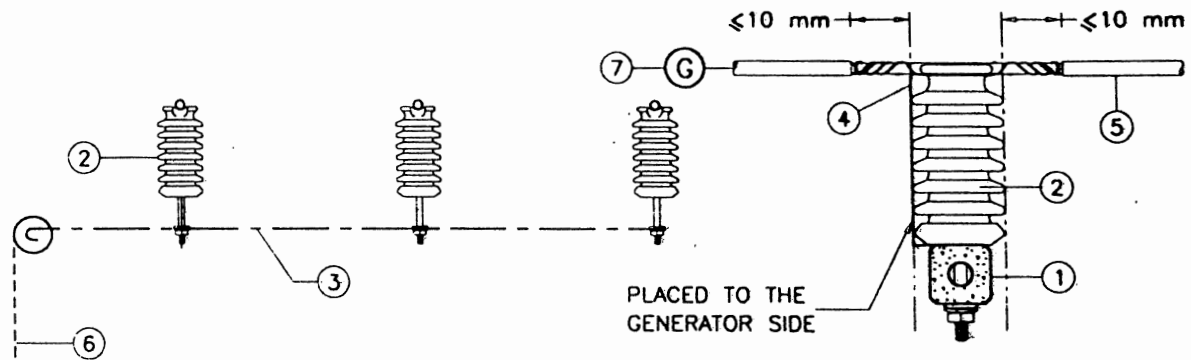 ≤10 mm
≤10 mm
7
G
4
5
2
2
3
1
PLACED TO THE
GENERATOR SIDE
6